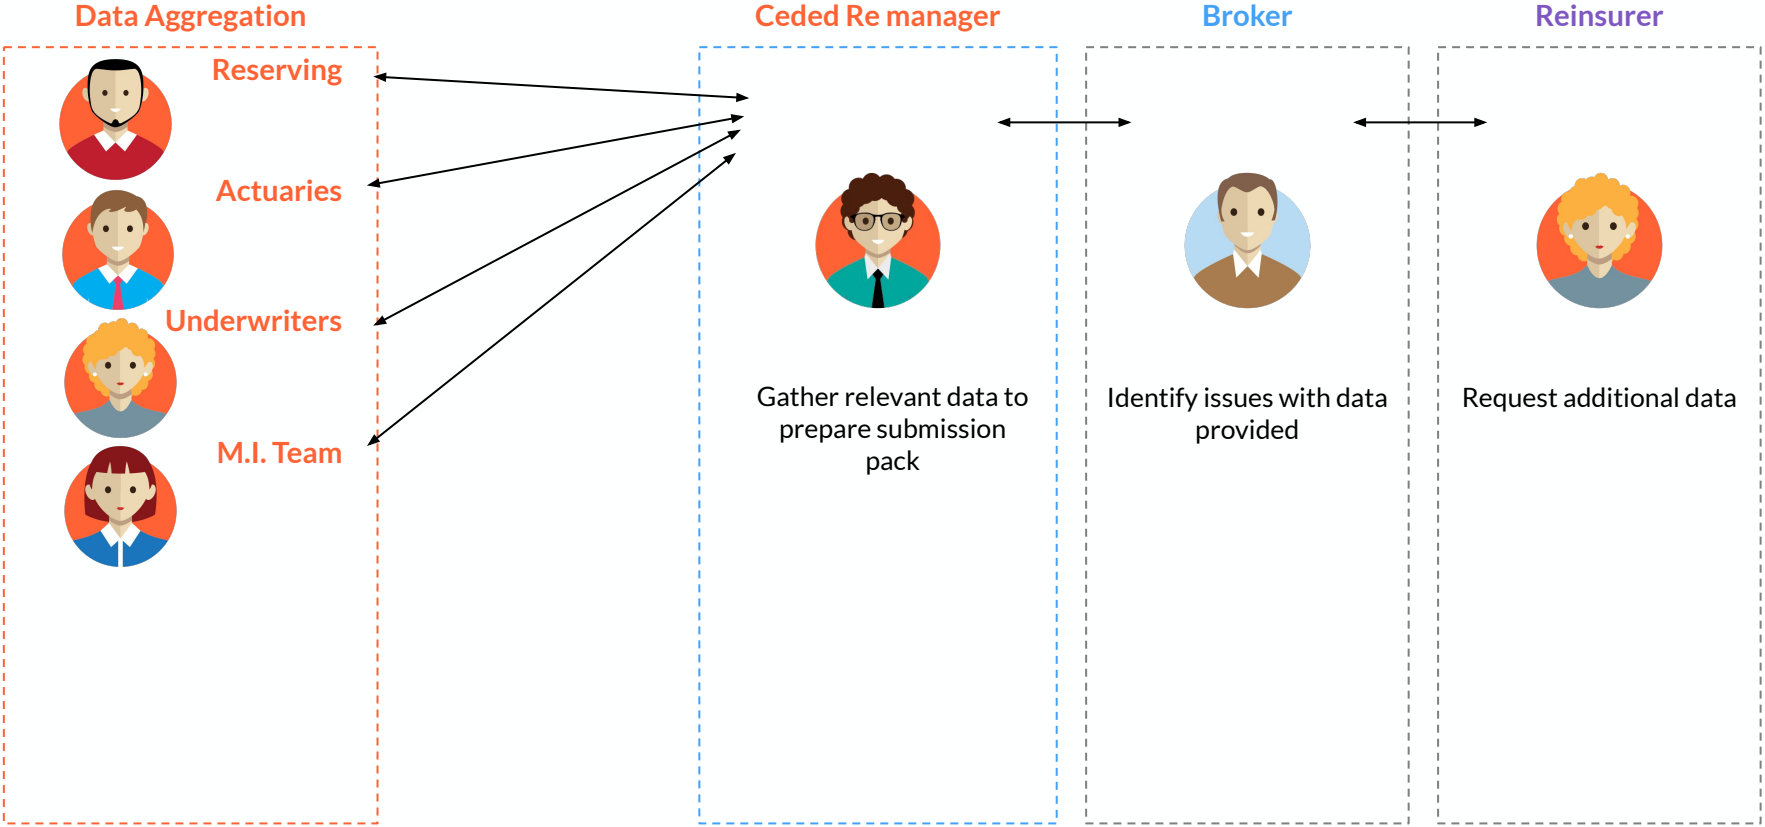 Data Aggregation
Ceded Re manager
Broker
Reinsurer
Reserving
Actuaries
Underwriters
M.I. Team
Gather relevant data to
prepare submission
pack
Identify issues with data
provided
Request additional data